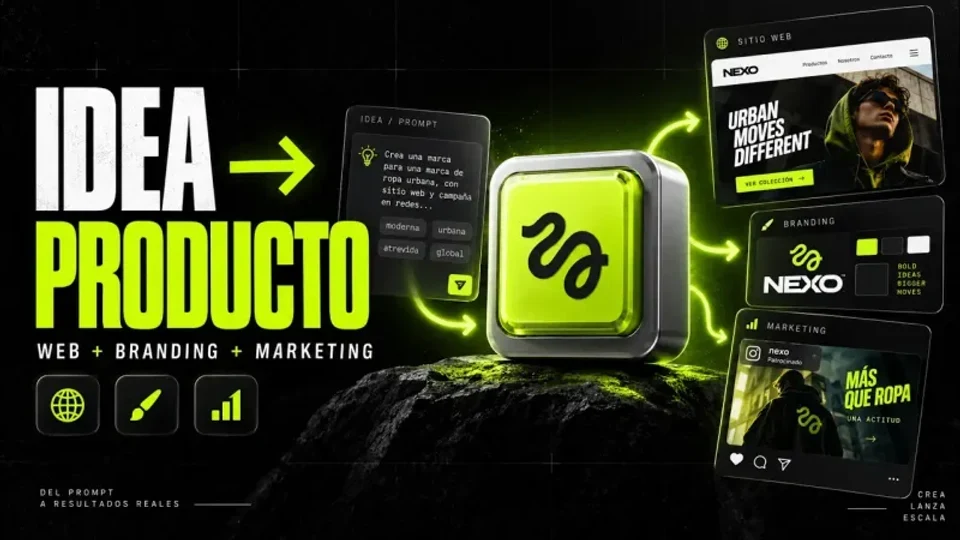 IDEA
PRODUCTO
WEB + BRANDING + MARKETING
DEL PROMPT
A RESULTADOS REALES
IDEA / PROMPT
Crea una marca
para una marca de
ropa urbana, con
sitio web y campaña
en redes...
moderna urbana
atrevida global
SITIO WEB
NEXO Productos Nosotros Contacto
URBAN
MOVES
DIFFERENT
VER COLECCIÓN →
BRANDING
NEXO™
BOLD
IDEAS
BIGGER
MOVES
MARKETING
nexo
Patrocinado
MÁS
QUE ROPA
UNA ACTITUD
CREA
LANZA
ESCALA